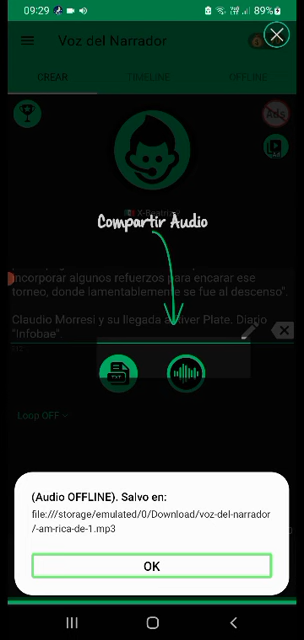 09:29
89%
Voz del Narrador
CREAR
TIMELINE
OFFLINE
Ads
Compartir Audio
incorporar algunos refuerzos para encarar ese
torneo, donde lamentablemente se fue al descenso".
Claudio Morresi y su llegada a River Plate. Diario
"Infobae".
Loop OFF
(Audio OFFLINE). Salvo en:
file:///storage/emulated/0/Download/voz-del-narrador
/-am-rica-de-1.mp3
OK